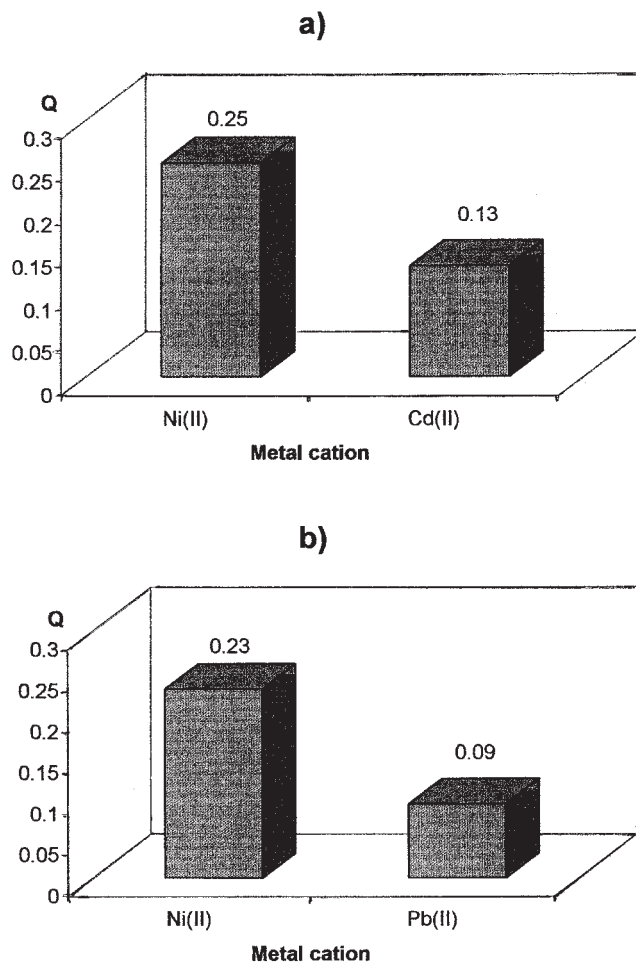 a)
Q
0.3
0.25
0.2
0.15
0.1
0.05
0
0.25
0.13
Ni(II)
Cd(II)
Metal cation
b)
Q
0.3
0.25
0.2
0.15
0.1
0.05
0
0.23
0.09
Ni(II)
Pb(II)
Metal cation